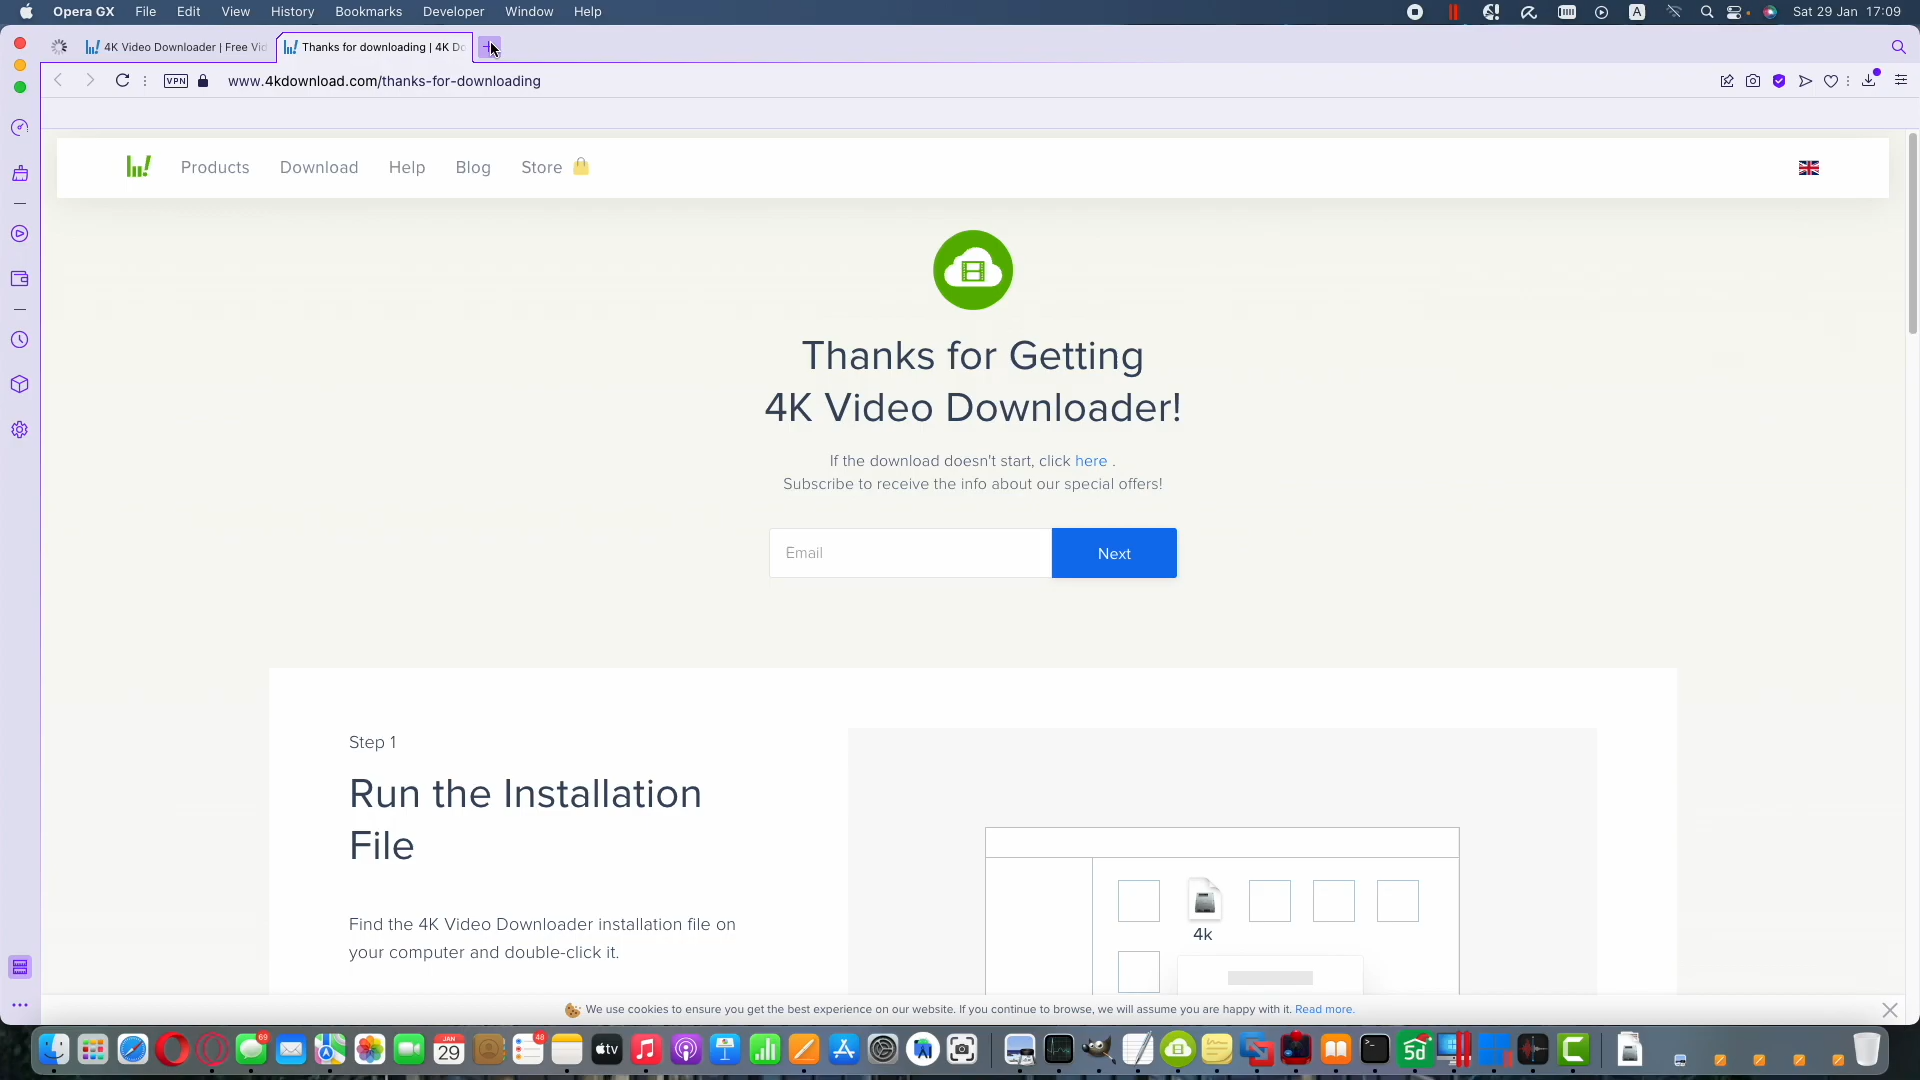 Opera GX File Edit View History Bookmarks Developer Window Help
A
Sat 29 Jan 17:09
4K Video Downloader | Free Vid
Thanks for downloading | 4K Do
VPN
www.4kdownload.com/thanks-for-downloading
Products Download Help Blog Store
Thanks for Getting
4K Video Downloader!
If the download doesn't start, click here .
Subscribe to receive the info about our special offers!
Email
Next
Step 1
Run the Installation
File
Find the 4K Video Downloader installation file on
your computer and double-click it.
4k
We use cookies to ensure you get the best experience on our website. If you continue to browse, we will assume you are happy with it. Read more.
69
JAN
29
48
tv
5d